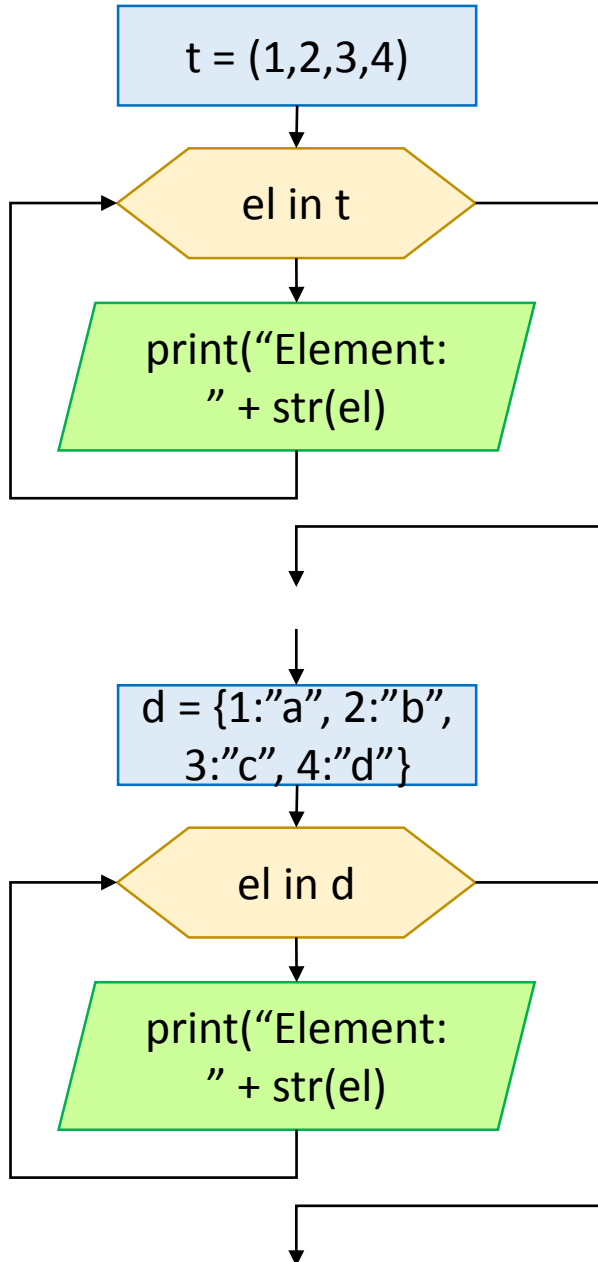 t = (1,2,3,4)
el in t
print(“Element:
” + str(el)
d = {1:”a”, 2:”b”,
3:”c”, 4:”d”}
el in d
print(“Element:
” + str(el)